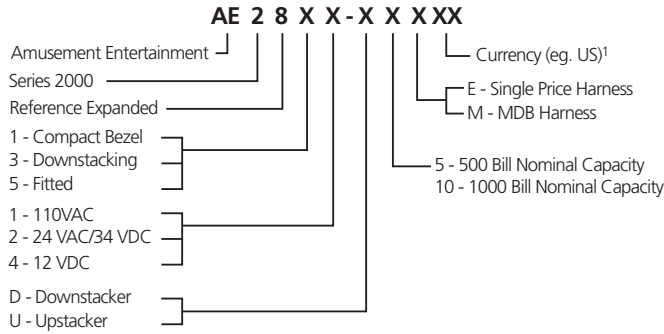 AE 2 8 X X - X X X XX
Amusement Entertainment
Series 2000
Reference Expanded
1 - Compact Bezel
3 - Downstacking
5 - Fitted
1 - 110VAC
2 - 24 VAC/34 VDC
4 - 12 VDC
D - Downstacker
U - Upstacker
Currency (eg. US)¹
E - Single Price Harness
M - MDB Harness
5 - 500 Bill Nominal Capacity
10 - 1000 Bill Nominal Capacity